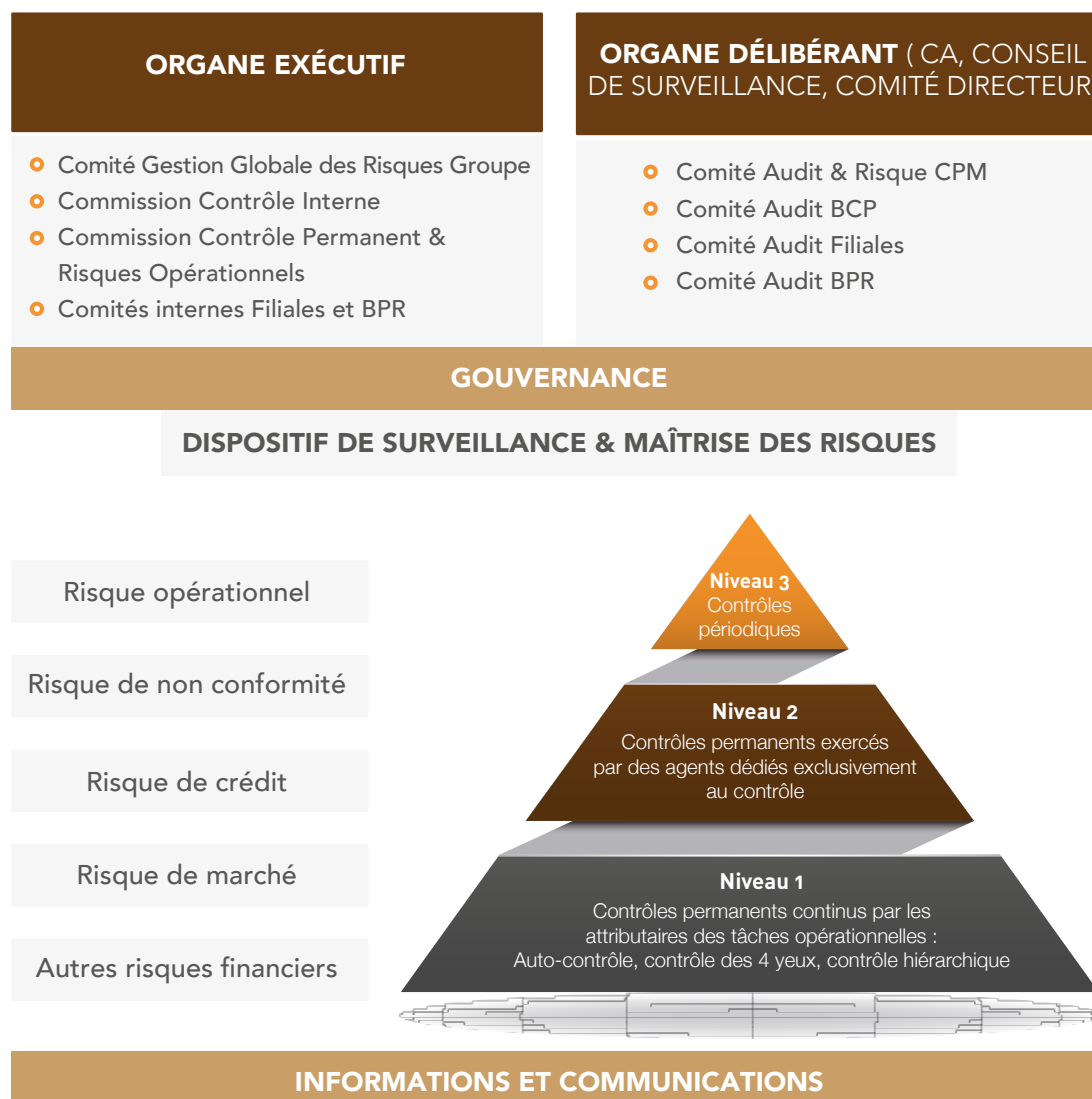 ORGANE EXÉCUTIF
Comité Gestion Globale des Risques Groupe
Commission Contrôle Interne
Commission Contrôle Permanent &
Risques Opérationnels
Comités internes Filiales et BPR
ORGANE DÉLIBÉRANT ( CA, CONSEIL
DE SURVEILLANCE, COMITÉ DIRECTEUR
Comité Audit & Risque CPM
Comité Audit BCP
Comité Audit Filiales
Comité Audit BPR
GOUVERNANCE
DISPOSITIF DE SURVEILLANCE & MAÎTRISE DES RISQUES
Risque opérationnel
Risque de non conformité
Risque de crédit
Risque de marché
Autres risques financiers
Niveau 3
Contrôles
périodiques
Niveau 2
Contrôles permanents exercés
par des agents dédiés exclusivement
au contrôle
Niveau 1
Contrôles permanents continus par les
attributaires des tâches opérationnelles :
Auto-contrôle, contrôle des 4 yeux, contrôle hiérarchique
INFORMATIONS ET COMMUNICATIONS